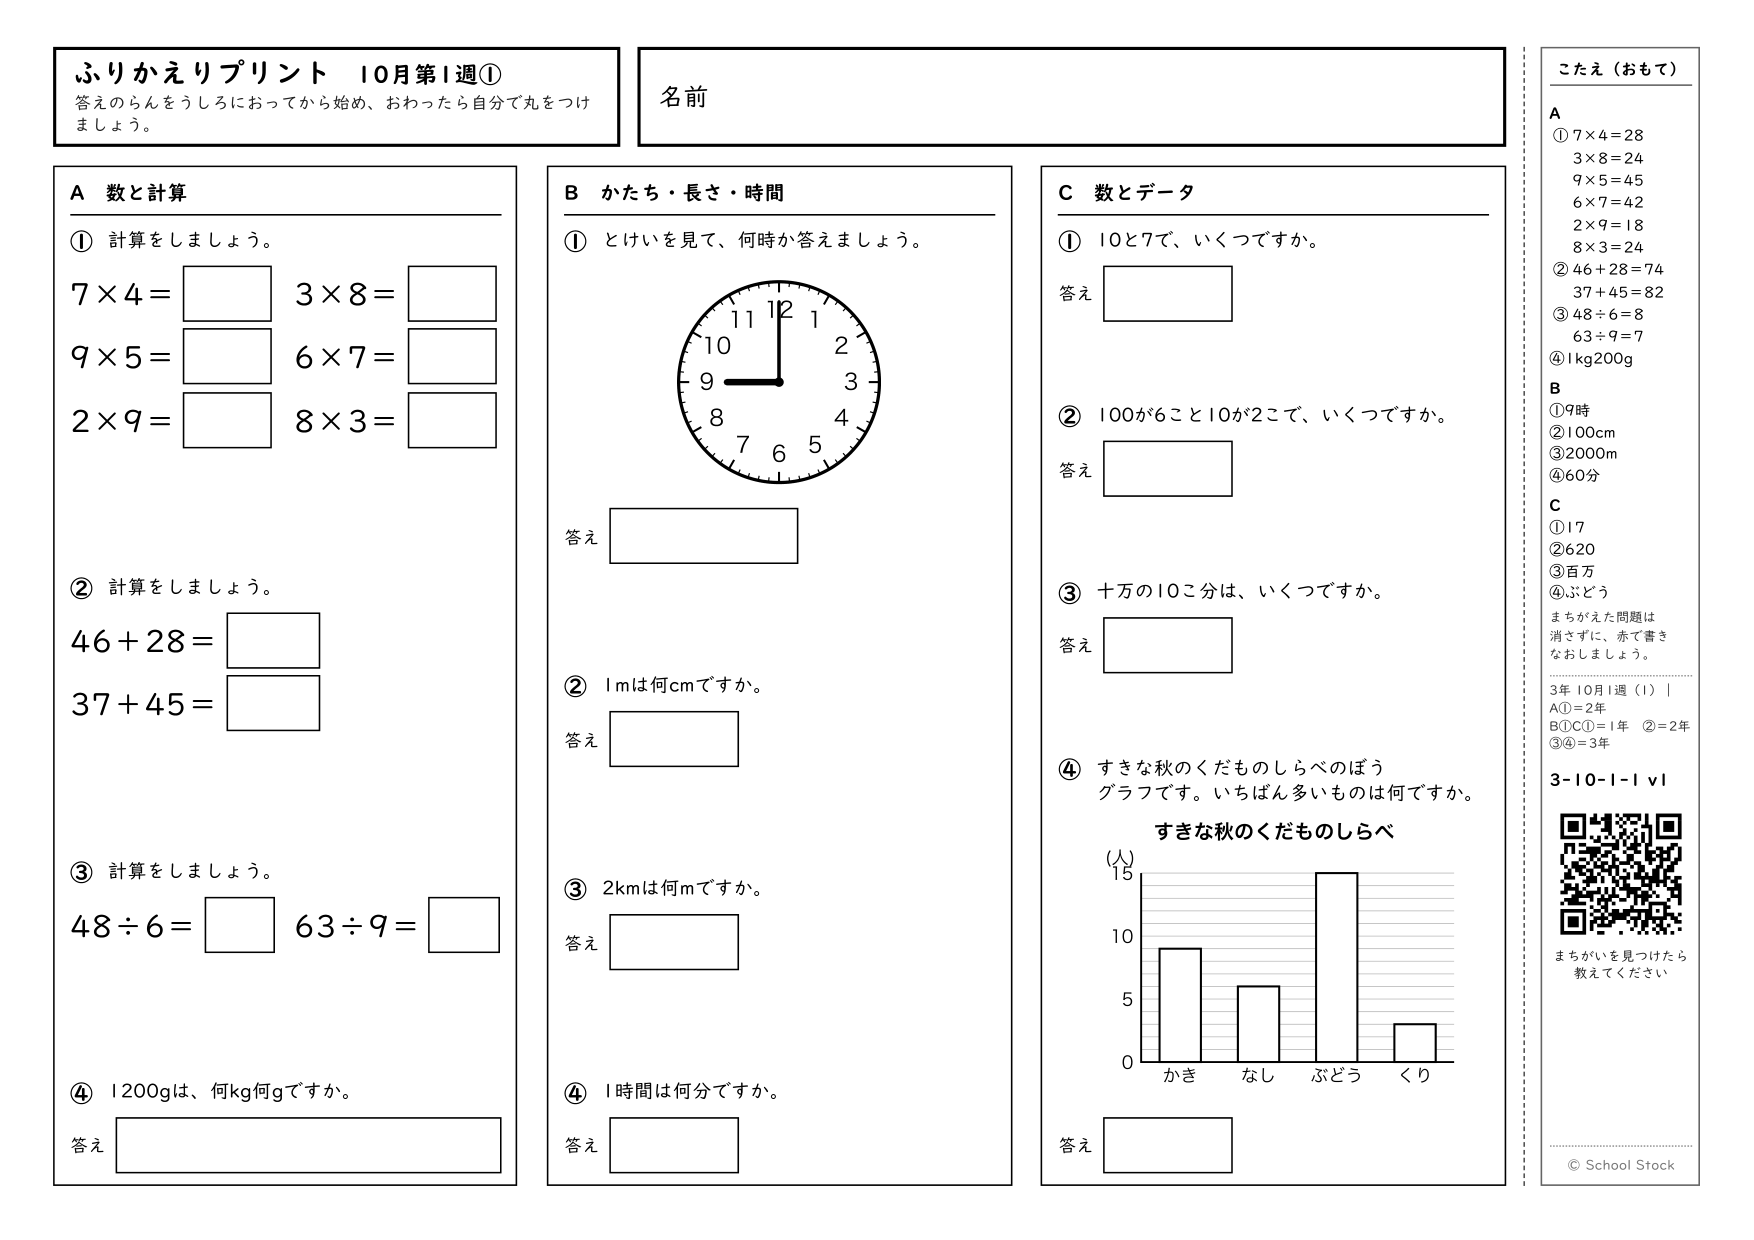 ふりかえりプリント　10月第1週①
答えのらんをうしろにおってから始め、おわったら自分で丸をつけ
ましょう。
名前
A　数と計算
① 計算をしましょう。
7×4＝　3×8＝
9×5＝　6×7＝
2×9＝　8×3＝
② 計算をしましょう。
46＋28＝
37＋45＝
③ 計算をしましょう。
48÷6＝　63÷9＝
④ 1200gは、何kg何gですか。
答え
B　かたち・長さ・時間
① とけいを見て、何時か答えましょう。
12
11 1
10 2
9 3
8 4
7 5
6
答え
② 1mは何cmですか。
答え
③ 2kmは何mですか。
答え
④ 1時間は何分ですか。
答え
C　数とデータ
① 10と7で、いくつですか。
答え
② 100が6こと10が2こで、いくつですか。
答え
③ 十万の10こ分は、いくつですか。
答え
④ すきな秋のくだものしらべのぼう
グラフです。いちばん多いものは何ですか。
すきな秋のくだものしらべ
(人)
15
10
5
0
かき　なし　ぶどう　くり
答え
こたえ（おもて）
A
① 7×4＝28
3×8＝24
9×5＝45
6×7＝42
2×9＝18
8×3＝24
② 46＋28＝74
37＋45＝82
③ 48÷6＝8
63÷9＝7
④1kg200g
B
①9時
②100cm
③2000m
④60分
C
①17
②620
③百万
④ぶどう
まちがえた問題は
消さずに、赤で書き
なおしましょう。
3年 10月1週（1）｜
A①＝2年
B①C①＝1年　②＝2年
③④＝3年
3-10-1-1 v1
まちがいを見つけたら
教えてください
© School Stock